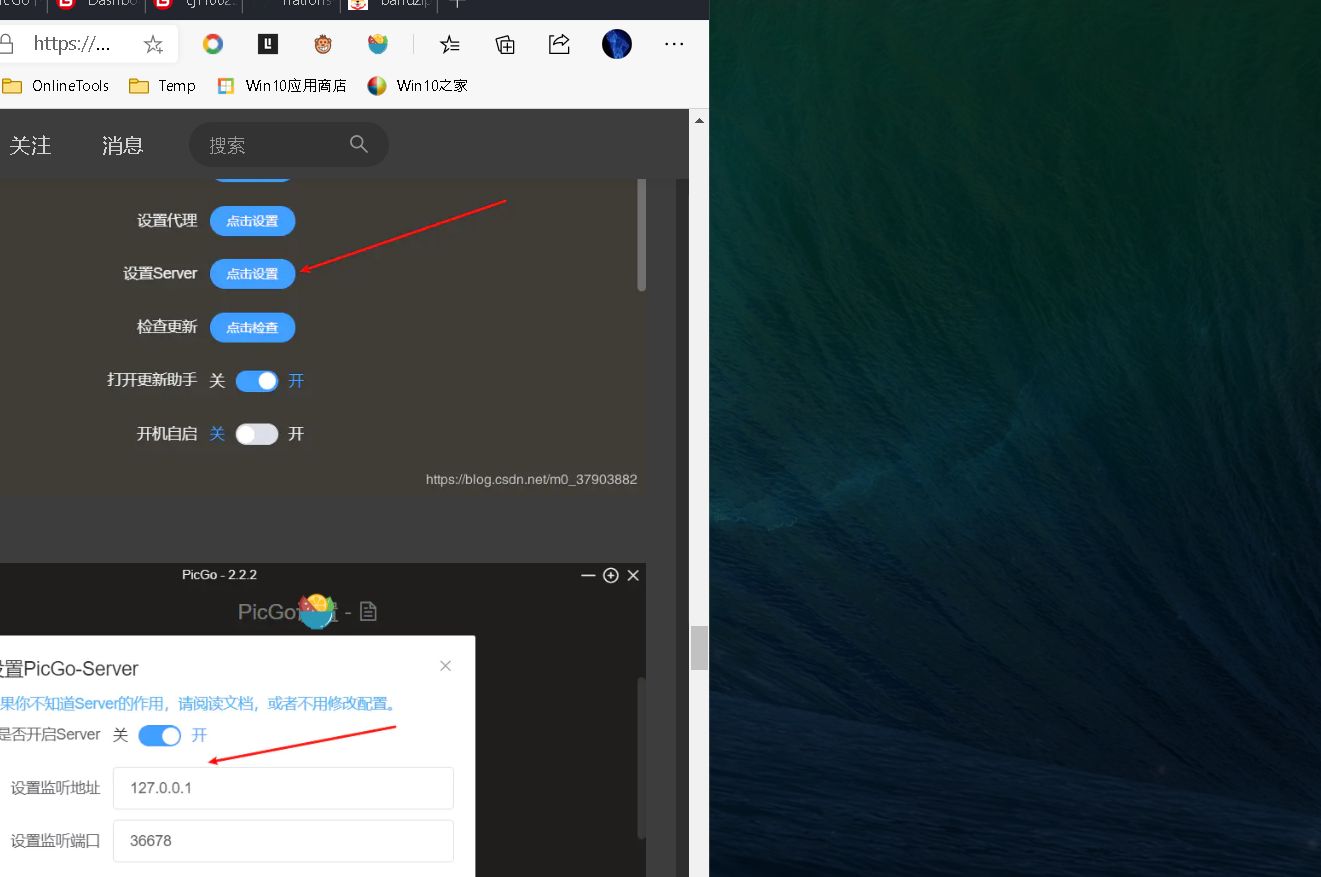 https://...
OnlineTools Temp Win10应用商店 Win10之家
关注 消息 搜索
设置代理 点击设置
设置Server 点击设置
检查更新 点击检查
打开更新助手 关 开
开机自启 关 开
https://blog.csdn.net/m0_37903882
PicGo - 2.2.2
PicGo
置PicGo-Server
果你不知道Server的作用，请阅读文档，或者不用修改配置。
是否开启Server 关 开
设置监听地址 127.0.0.1
设置监听端口 36678